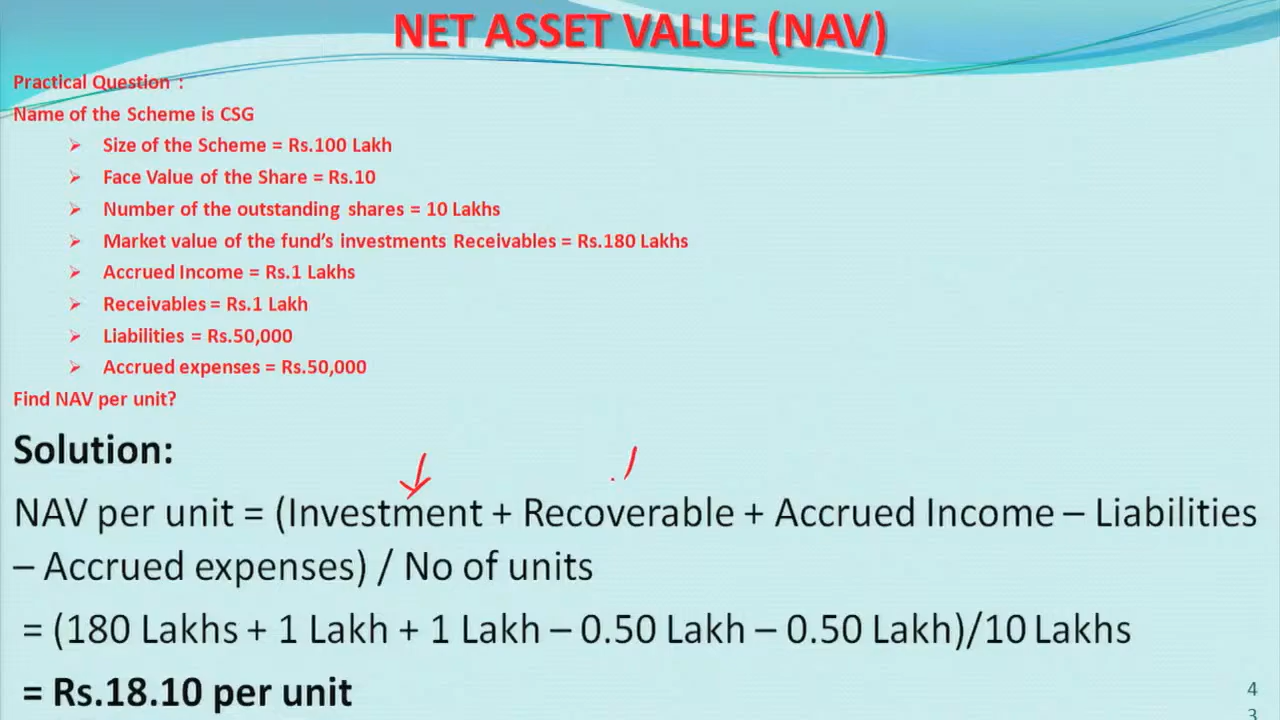 NET ASSET VALUE (NAV)
Practical Question :
Name of the Scheme is CSG
➢ Size of the Scheme = Rs.100 Lakh
➢ Face Value of the Share = Rs.10
➢ Number of the outstanding shares = 10 Lakhs
➢ Market value of the fund's investments Receivables = Rs.180 Lakhs
➢ Accrued Income = Rs.1 Lakhs
➢ Receivables = Rs.1 Lakh
➢ Liabilities = Rs.50,000
➢ Accrued expenses = Rs.50,000
Find NAV per unit?
Solution:
NAV per unit = (Investment + Recoverable + Accrued Income – Liabilities
– Accrued expenses) / No of units
= (180 Lakhs + 1 Lakh + 1 Lakh – 0.50 Lakh – 0.50 Lakh)/10 Lakhs
= Rs.18.10 per unit
4
3